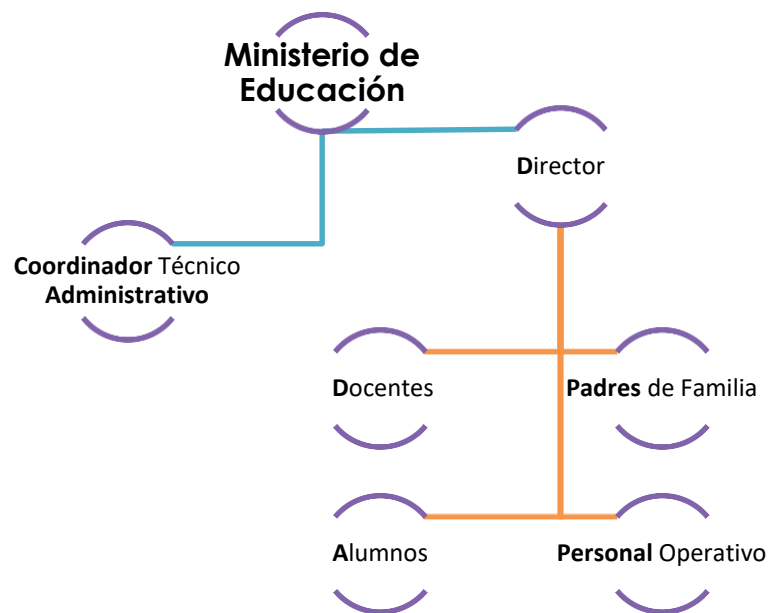 Ministerio de
Educación
Director
Coordinador Técnico
Administrativo
Docentes
Padres de Familia
Alumnos
Personal Operativo